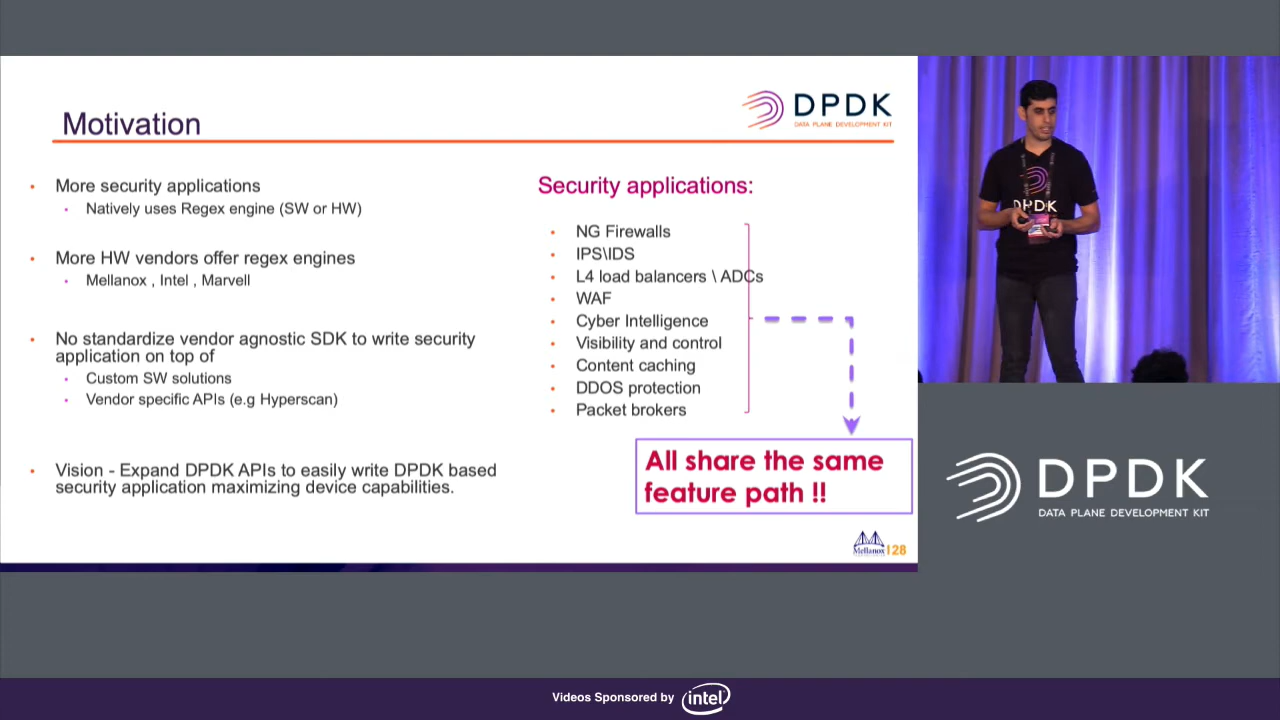 Motivation
DPDK
DATA PLANE DEVELOPMENT KIT
• More security applications
• Natively uses Regex engine (SW or HW)
• More HW vendors offer regex engines
• Mellanox , Intel , Marvell
• No standardize vendor agnostic SDK to write security
application on top of
• Custom SW solutions
• Vendor specific APIs (e.g Hyperscan)
• Vision - Expand DPDK APIs to easily write DPDK based
security application maximizing device capabilities.
Security applications:
• NG Firewalls
• IPS\IDS
• L4 load balancers \ ADCs
• WAF
• Cyber Intelligence
• Visibility and control
• Content caching
• DDOS protection
• Packet brokers
All share the same
feature path !!
Mellanox
128
DPDK
DPDK
DATA PLANE DEVELOPMENT KIT
Videos Sponsored by intel